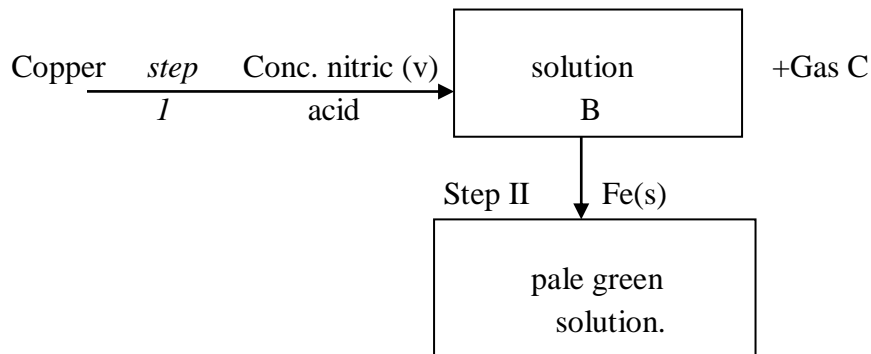 Copper step Conc. nitric (v) solution +Gas C
1 acid B
Step II Fe(s)
pale green
solution.